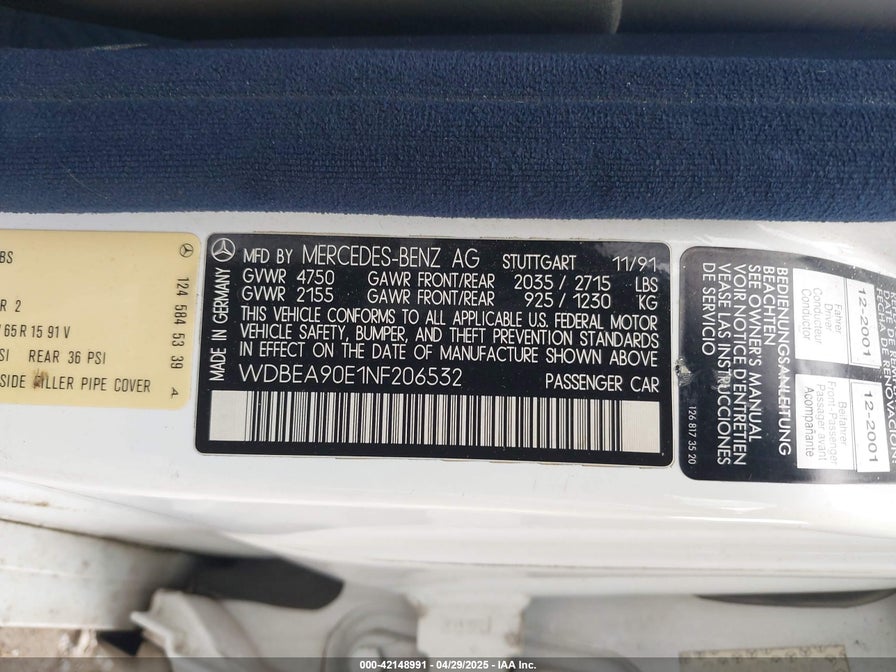 BS
R 2
65 R 15 91 V
SI REAR 36 PSI
SIDE FILLER PIPE COVER
124 584 53 39 A
MADE IN GERMANY
MFD BY MERCEDES-BENZ AG STUTTGART 11/91
GVWR 4750 GAWR FRONT/REAR 2035 / 2715 LBS
GVWR 2155 GAWR FRONT/REAR 925 / 1230 KG
THIS VEHICLE CONFORMS TO ALL APPLICABLE U.S. FEDERAL MOTOR
VEHICLE SAFETY, BUMPER, AND THEFT PREVENTION STANDARDS
IN EFFECT ON THE DATE OF MANUFACTURE SHOWN ABOVE
WDBEA90E1NF206532 PASSENGER CAR
BEDIENUNGSANLEITUNG
BEACHTEN
SEE OWNER'S MANUAL
VOIR NOTICE D'ENTRETIEN
VEASE LAS INSTRUCCIONES
DE SERVICIO
126 817 35 20
Fahrer
Driver
Conducteur
Conductor
12-2001
Beifahrer
Front-Passenger
Passager avant
Acompañante
12-2001
000-42148991 - 04/29/2025 - IAA Inc.